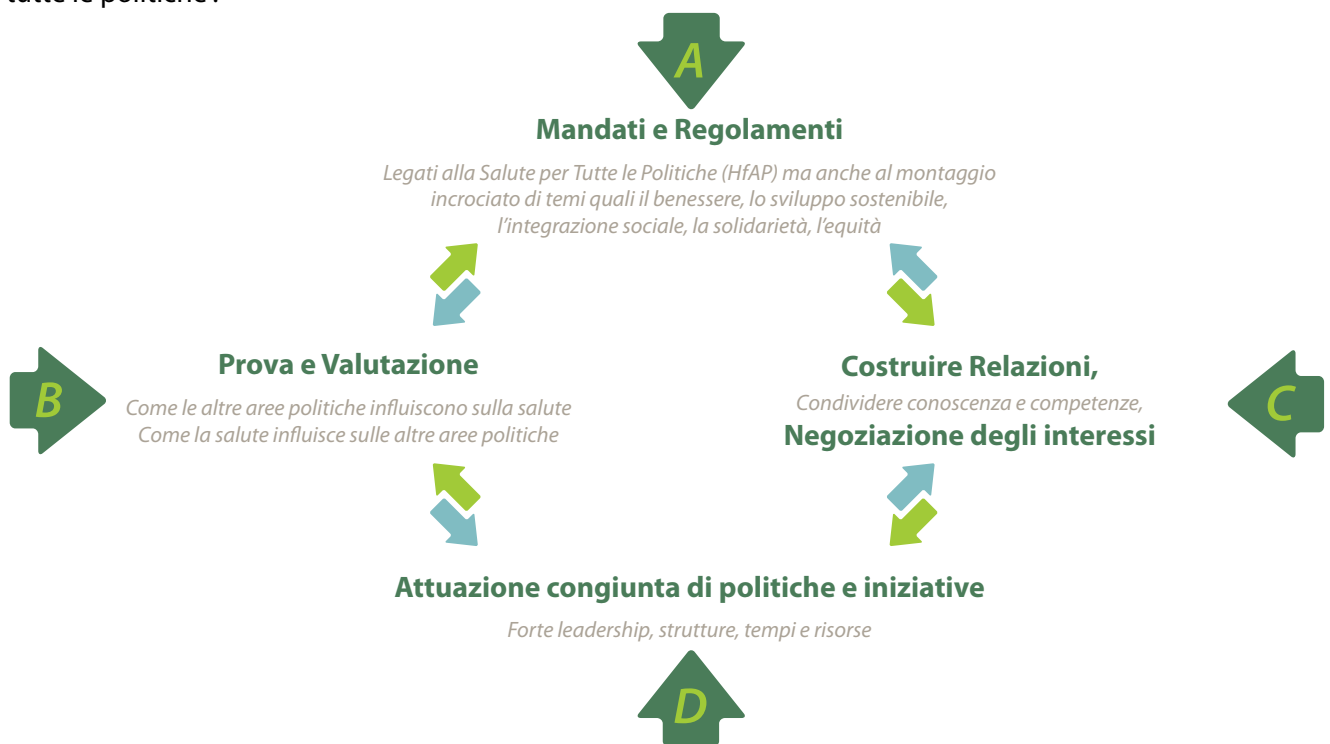 tutte le politiche?
A
Mandati e Regolamenti
Legati alla Salute per Tutte le Politiche (HfAP) ma anche al montaggio
incrociato di temi quali il benessere, lo sviluppo sostenibile,
l'integrazione sociale, la solidarietà, l'equità
B
Prova e Valutazione
Come le altre aree politiche influiscono sulla salute
Come la salute influisce sulle altre aree politiche
Costruire Relazioni,
Condividere conoscenza e competenze,
Negoziazione degli interessi
C
Attuazione congiunta di politiche e iniziative
Forte leadership, strutture, tempi e risorse
D